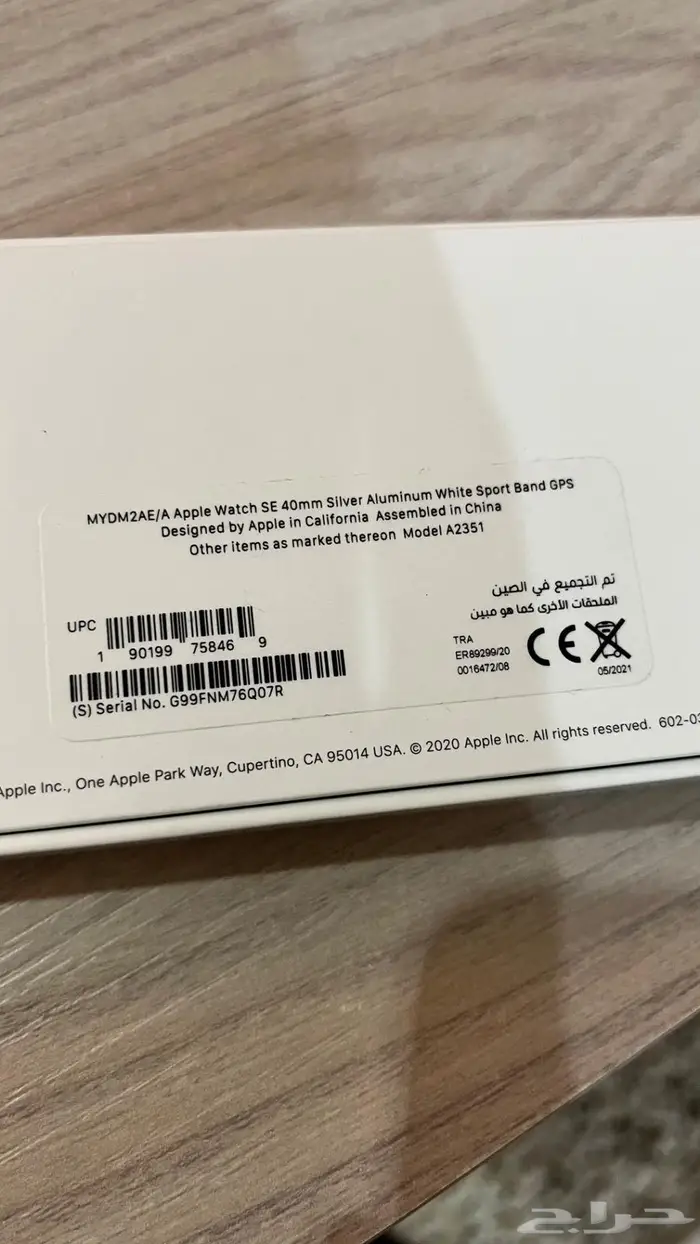 MYDM2AE/A Apple Watch SE 40mm Silver Aluminum White Sport Band GPS
Designed by Apple in California Assembled in China
Other items as marked thereon Model A2351
تم التجميع في الصين
الملحقات الأخرى كما هو مبين
UPC
1 90199 75846 9
(S) Serial No. G99FNM76Q07R
TRA
ER89299/20
0016472/08
CE
05/2021
Apple Inc., One Apple Park Way, Cupertino, CA 95014 USA. © 2020 Apple Inc. All rights reserved. 602-03
حراج